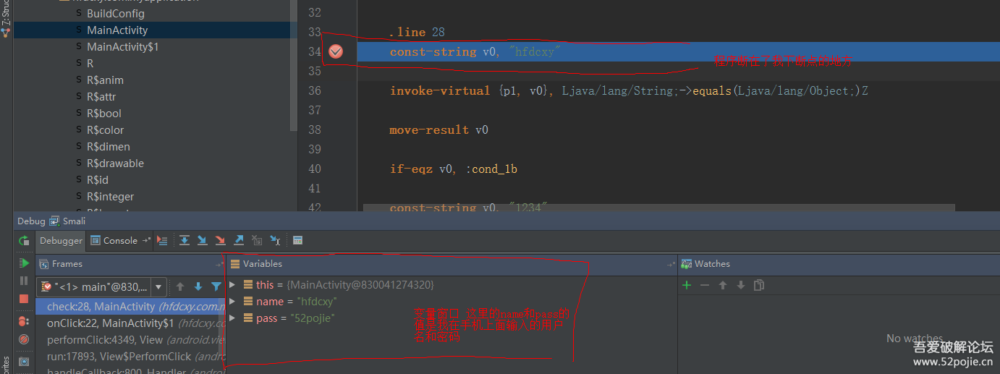 Z: Struc
BuildConfig
MainActivity
MainActivity$1
R
R$anim
R$attr
R$bool
R$color
R$dimen
R$drawable
R$id
R$integer
32
33 .line 28
34 const-string v0, "hfdcxy"
程序断在了我下断点的地方
35
36 invoke-virtual {p1, v0}, Ljava/lang/String;->equals(Ljava/lang/Object;)Z
37
38 move-result v0
39
40 if-eqz v0, :cond_1b
41
42 const-string v0, "1234"
Debug Smali
Debugger Console
Frames
"<1> main"@830,...
check:28, MainActivity (hfdcxy.com.m
onClick:22, MainActivity$1 (hfdcxy.c
performClick:4349, View (android.vie
run:17893, View$PerformClick (andro
handleCallback:800, Handler (androi
Variables
this = {MainActivity@830041274320}
name = "hfdcxy"
pass = "52pojie"
变量窗口 这里的name和pass的
值是我在手机上面输入的用户
名和密码
Watches
No watches
吾爱破解论坛
www.52pojie.cn